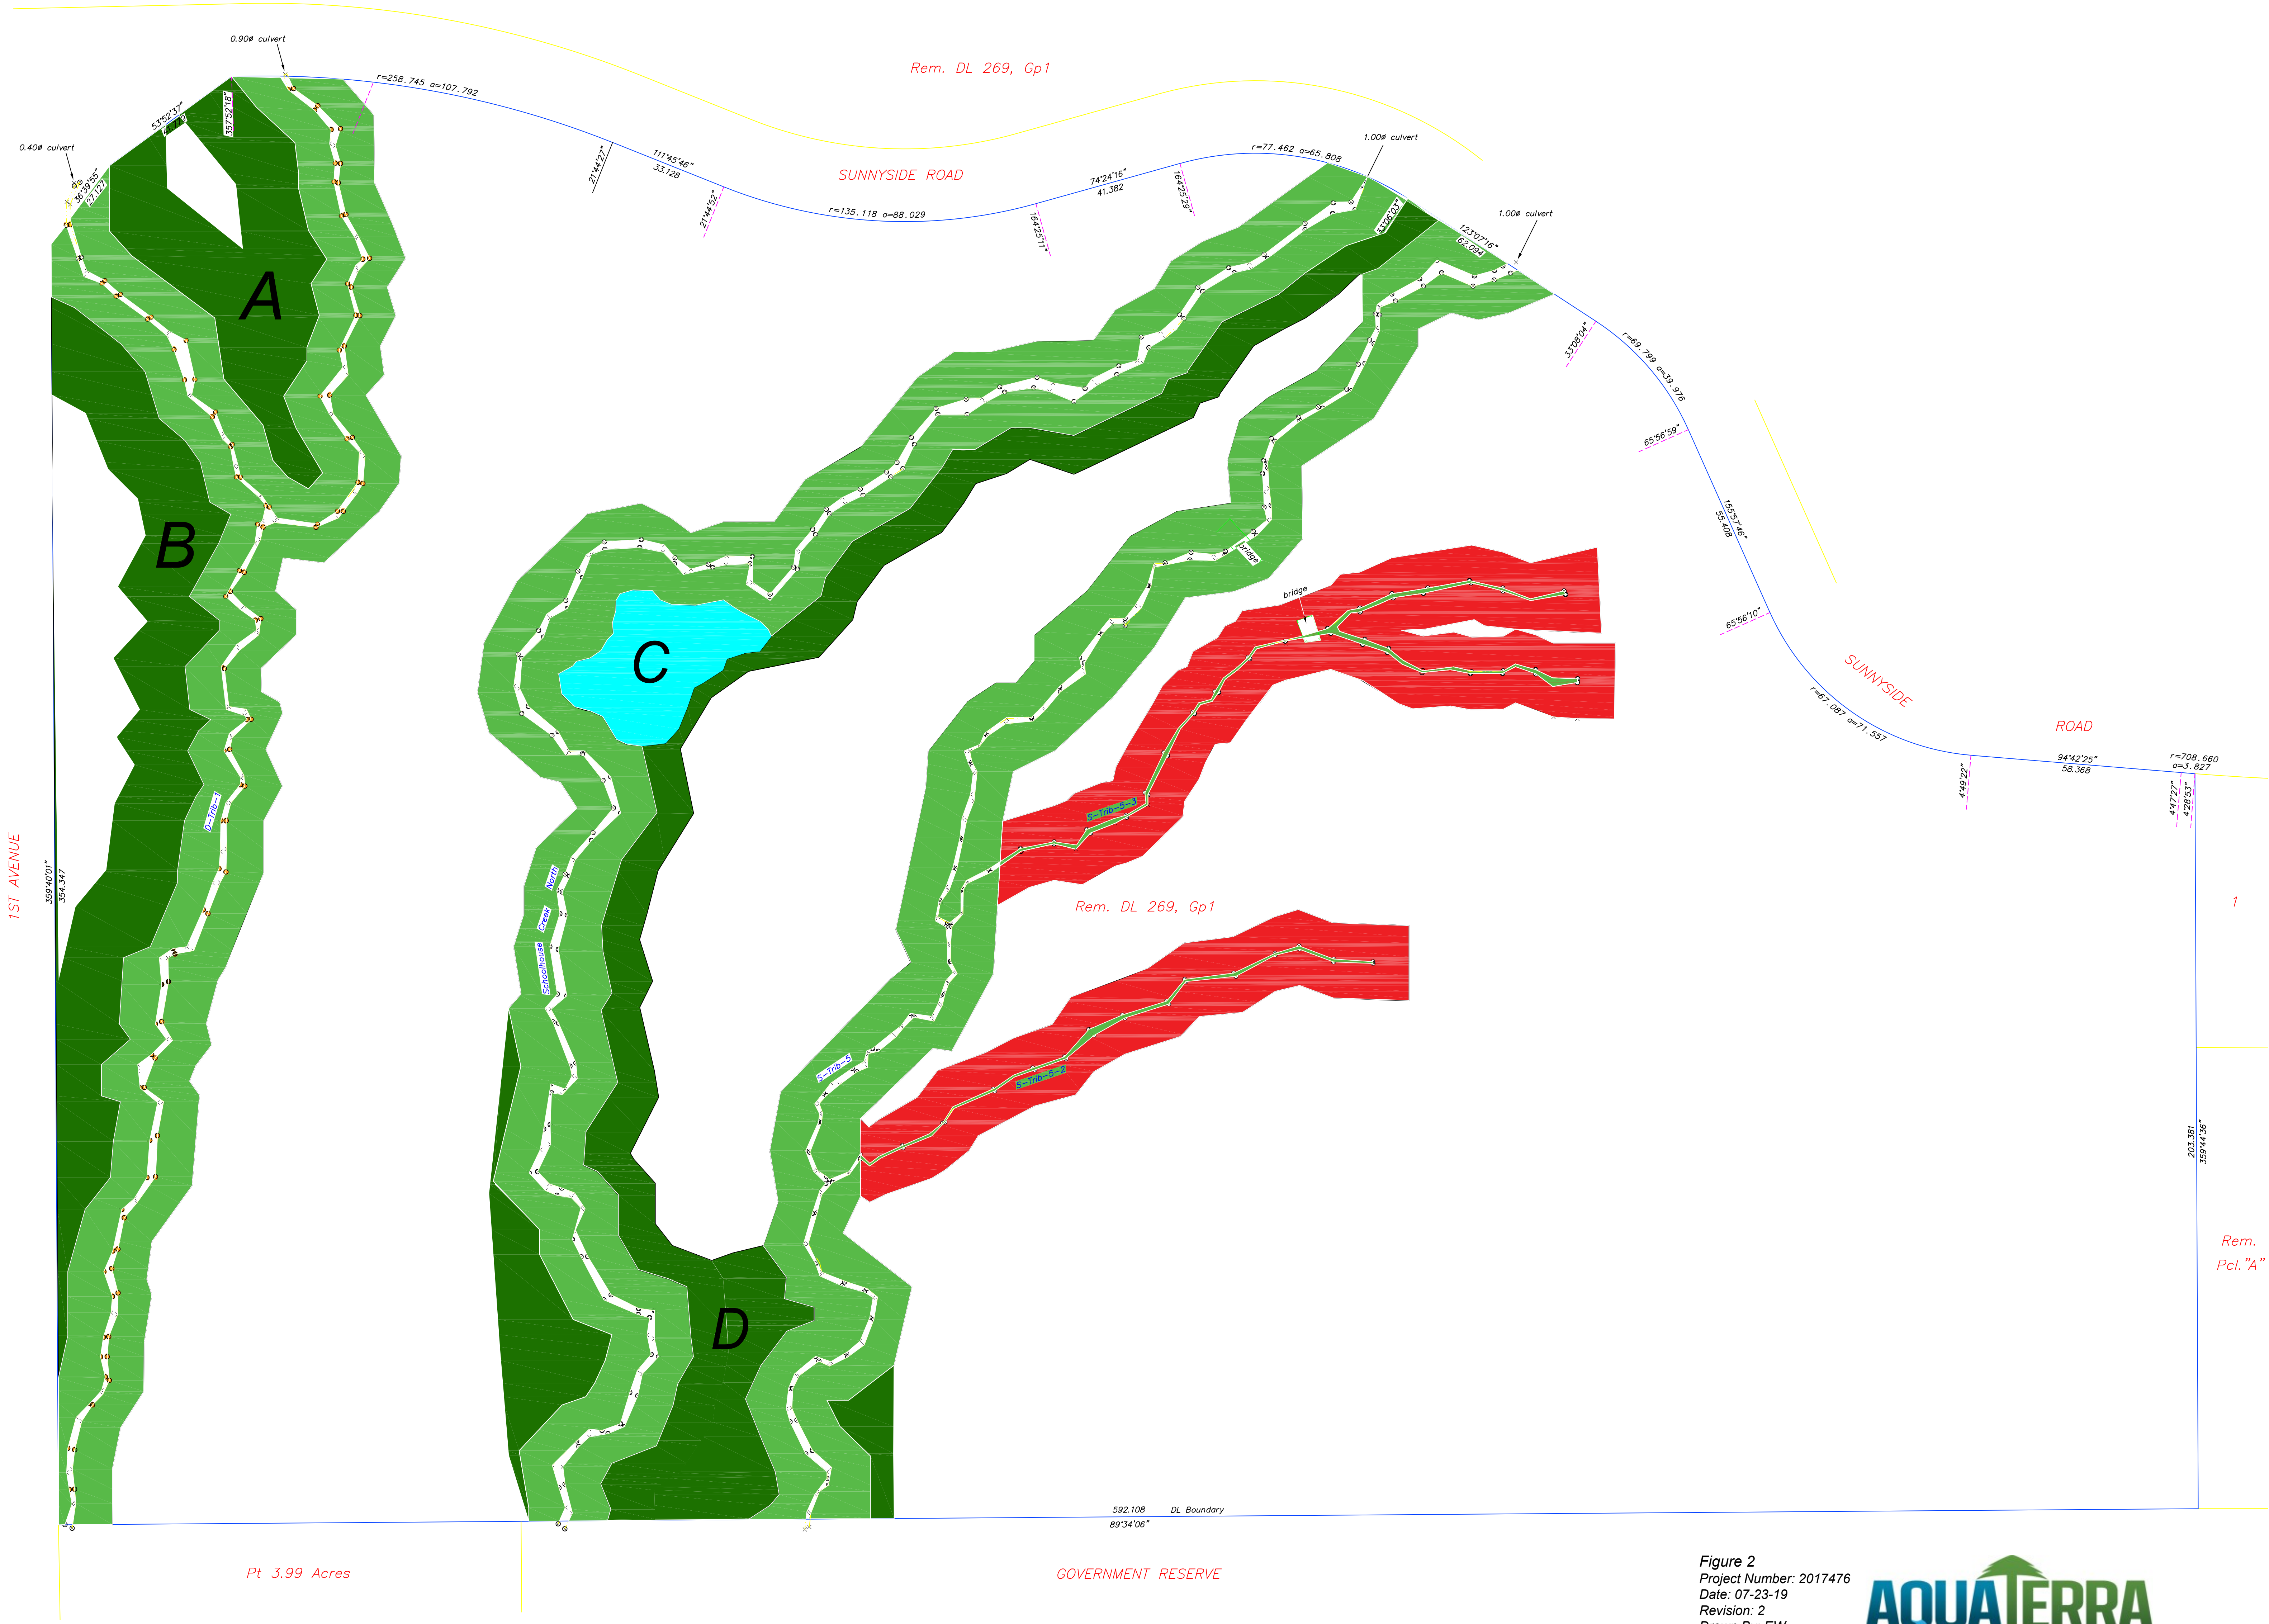 0.90ø culvert
Rem. DL 269, Gp1
r=258.745 a=107.792
53°52'37"
357°52'18"
0.40ø culvert
36°39'55"
27.127
21°44'27"
111°45'46"
33.128
21°44'52"
SUNNYSIDE ROAD
r=135.118 a=88.029
164°25'11"
74°24'16"
41.382
164°25'29"
r=77.462 a=65.808
1.00ø culvert
33°06'03"
123°07'16"
62.094
1.00ø culvert
33°08'04"
r=69.799 a=39.976
65°56'59"
155°57'46"
55.408
65°56'10"
SUNNYSIDE
ROAD
r=67.087 a=71.557
4°49'22"
94°42'25"
58.368
r=708.660
a=3.827
4°47'27"
4°28'53"
A
B
C
D
bridge
bridge
D-Trib-1
Schoolhouse Creek North
S-Trib-5-3
S-Trib-5
S-Trib-5-2
Rem. DL 269, Gp1
1ST AVENUE
359°40'01"
354.347
1
203.381
359°44'36"
Rem.
Pcl."A"
592.108 DL Boundary
89°34'06"
Pt 3.99 Acres
GOVERNMENT RESERVE
Figure 2
Project Number: 2017476
Date: 07-23-19
Revision: 2
AQUATERRA